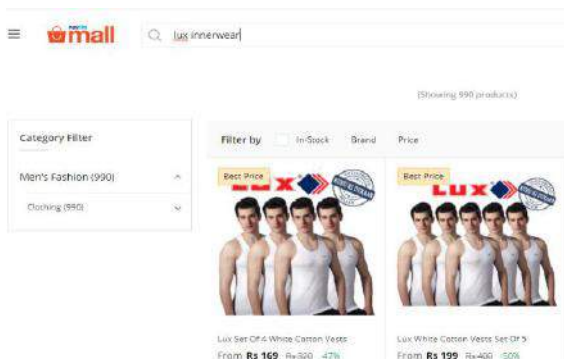 mall
lux innerwear
(Showing 990 products)
Category Filter
Filter by In-Stock Brand Price
Men's Fashion (990)
Clothing (990)
Best Price
Best Price
LUX
LUX
Lux Set Of 4 White Cotton Vests
Lux White Cotton Vests Set Of 5
From Rs 169 Rs 320 -47%
From Rs 199 Rs 400 -50%